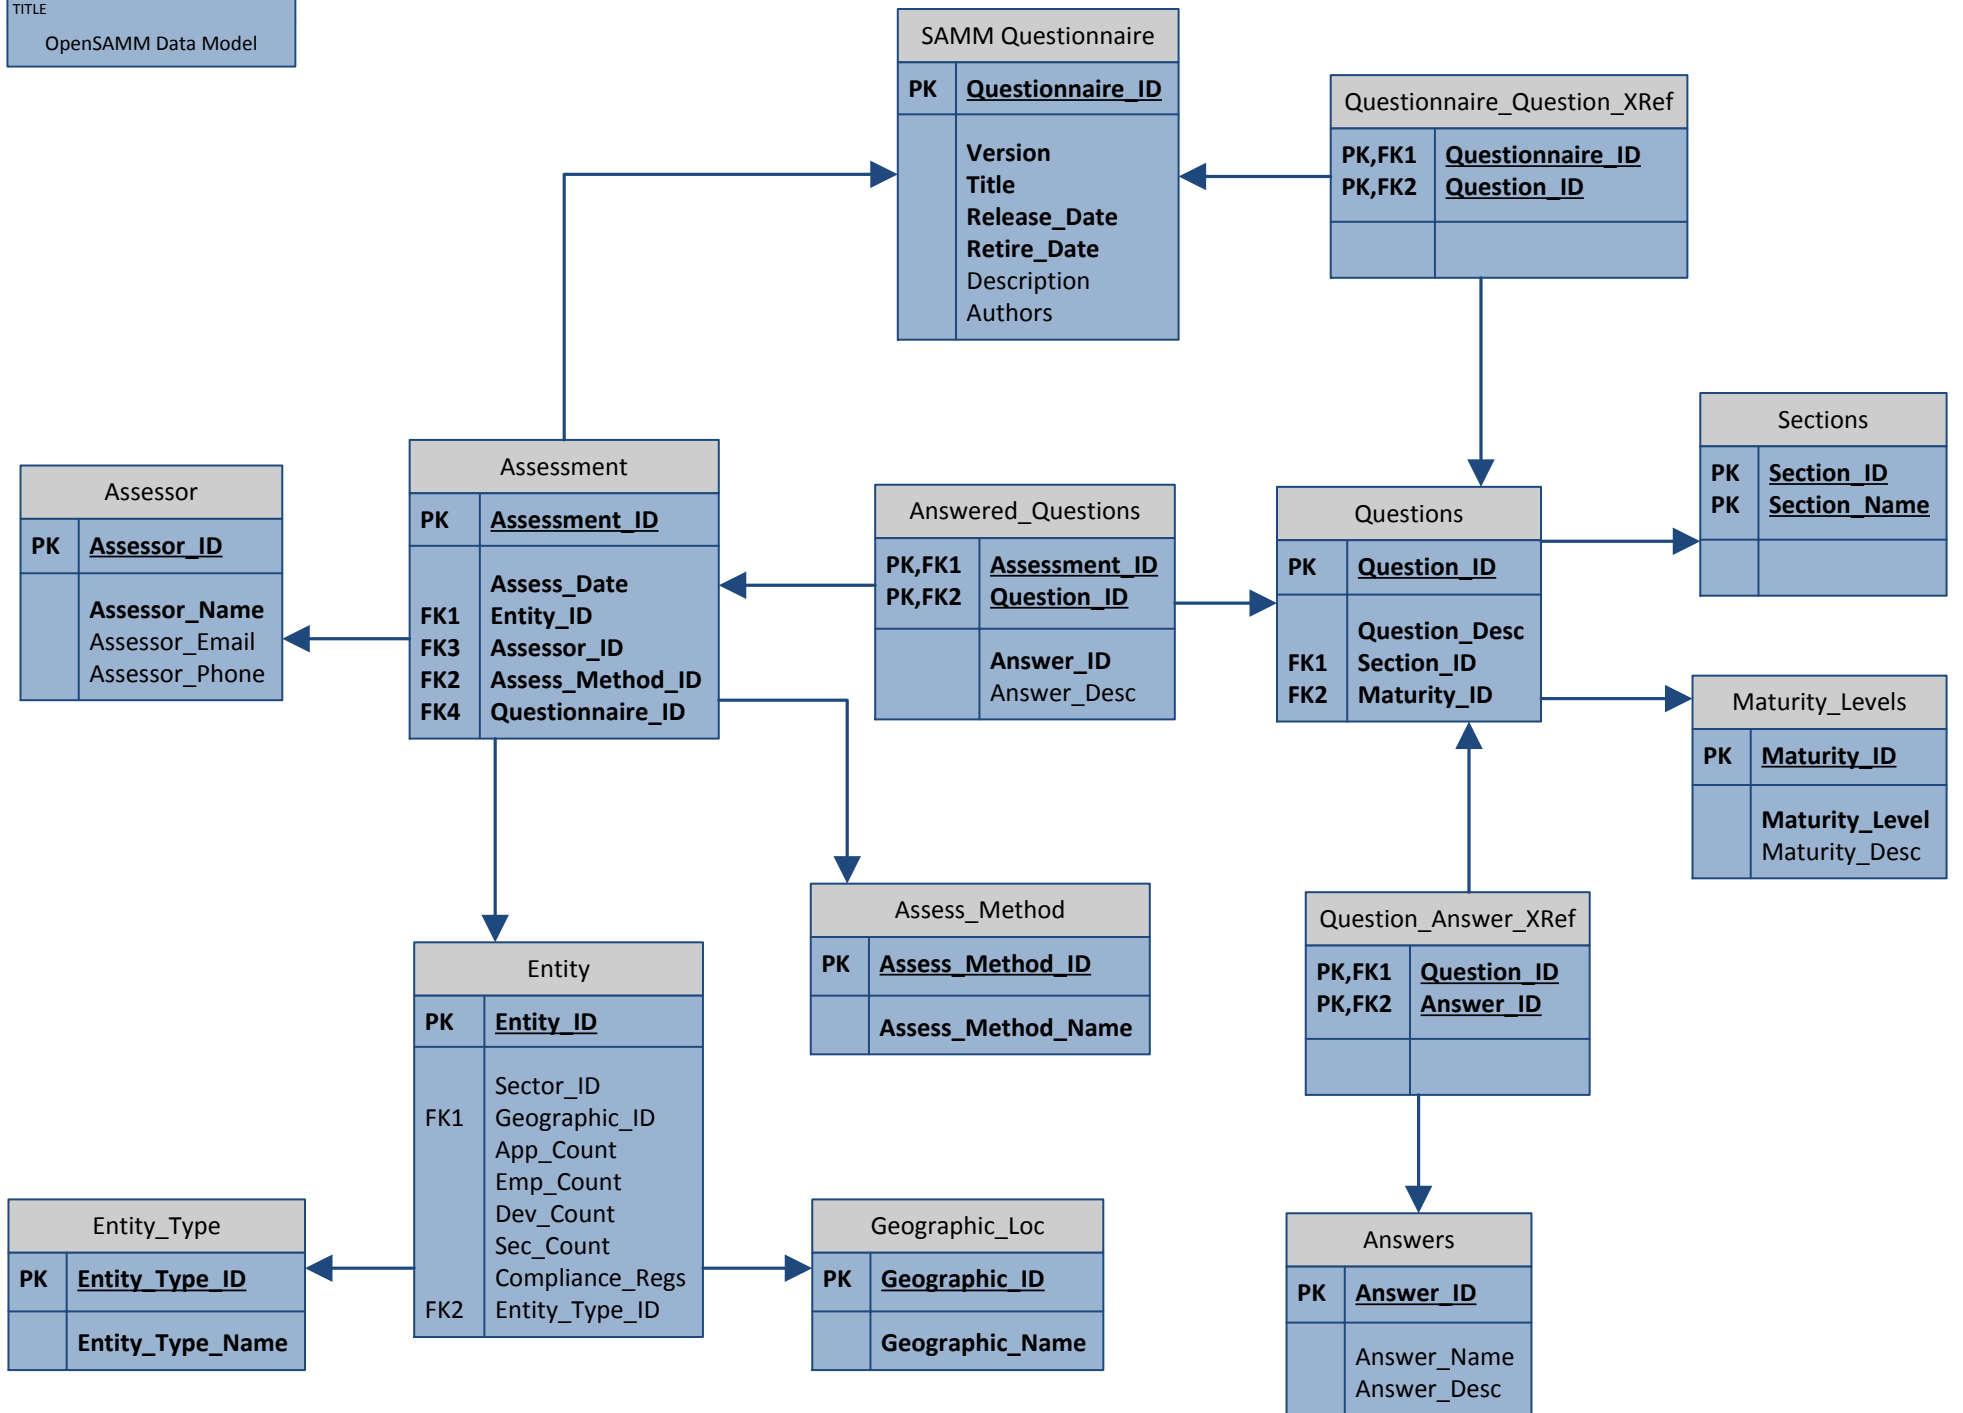 TITLE
OpenSAMM Data Model
SAMM Questionnaire
PK Questionnaire_ID
Version
Title
Release_Date
Retire_Date
Description
Authors
Questionnaire_Question_XRef
PK,FK1 Questionnaire_ID
PK,FK2 Question_ID
Sections
PK Section_ID
PK Section_Name
Assessor
PK Assessor_ID
Assessor_Name
Assessor_Email
Assessor_Phone
Assessment
PK Assessment_ID
Assess_Date
FK1 Entity_ID
FK3 Assessor_ID
FK2 Assess_Method_ID
FK4 Questionnaire_ID
Answered_Questions
PK,FK1 Assessment_ID
PK,FK2 Question_ID
Answer_ID
Answer_Desc
Questions
PK Question_ID
Question_Desc
FK1 Section_ID
FK2 Maturity_ID
Maturity_Levels
PK Maturity_ID
Maturity_Level
Maturity_Desc
Assess_Method
PK Assess_Method_ID
Assess_Method_Name
Question_Answer_XRef
PK,FK1 Question_ID
PK,FK2 Answer_ID
Entity
PK Entity_ID
Sector_ID
FK1 Geographic_ID
App_Count
Emp_Count
Dev_Count
Sec_Count
Compliance_Regs
FK2 Entity_Type_ID
Entity_Type
PK Entity_Type_ID
Entity_Type_Name
Geographic_Loc
PK Geographic_ID
Geographic_Name
Answers
PK Answer_ID
Answer_Name
Answer_Desc